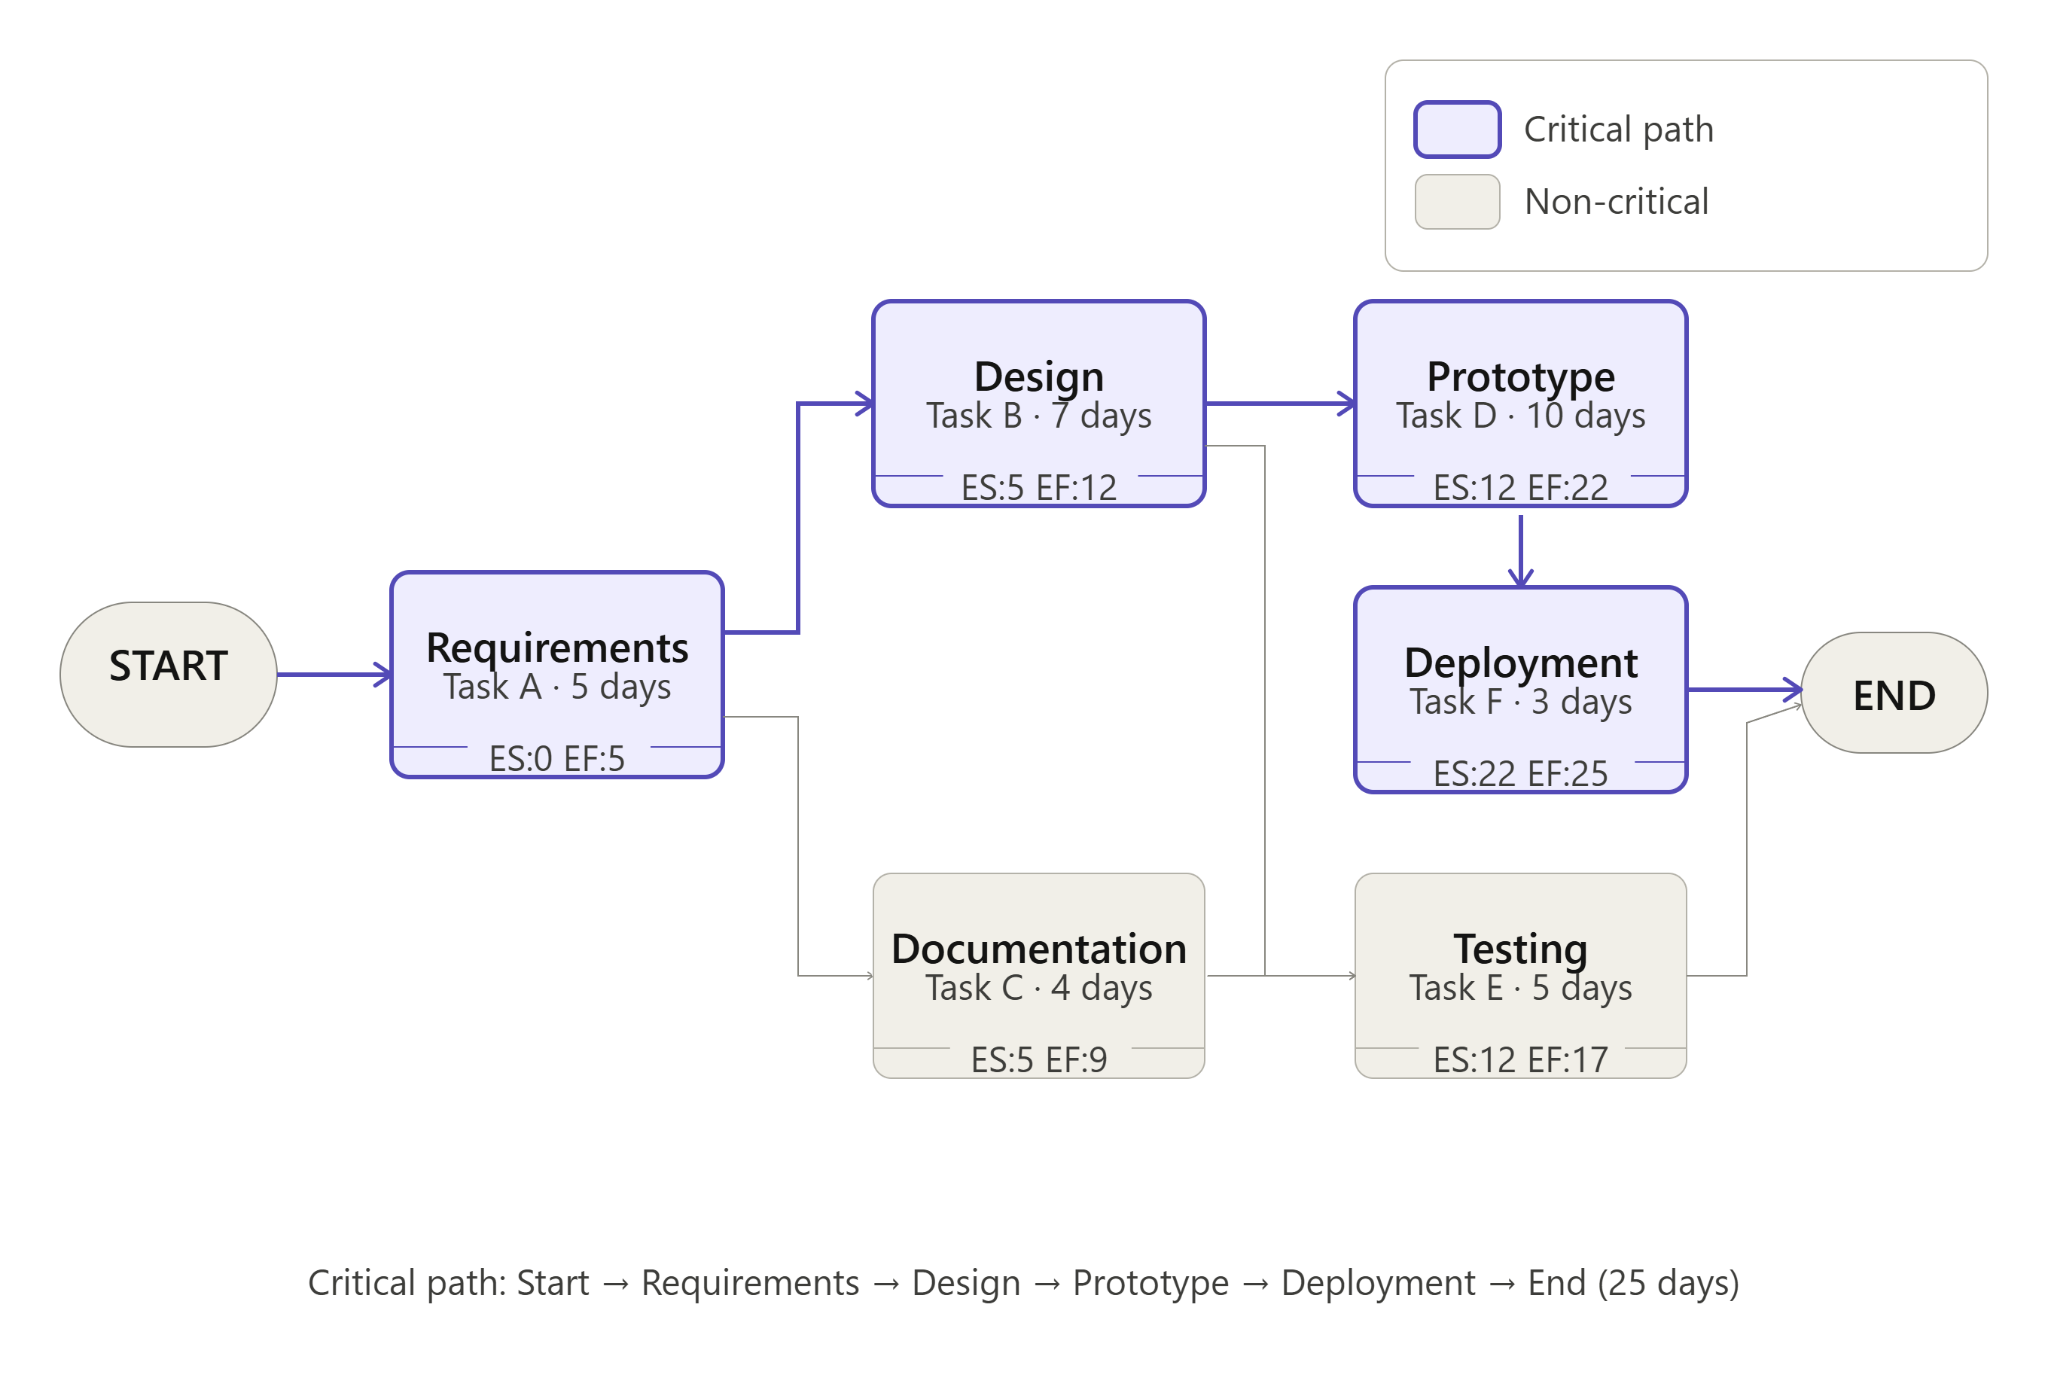 Critical path
Non-critical
Design
Task B · 7 days
ES:5 EF:12
Prototype
Task D · 10 days
ES:12 EF:22
START
Requirements
Task A · 5 days
ES:0 EF:5
Deployment
Task F · 3 days
ES:22 EF:25
END
Documentation
Task C · 4 days
ES:5 EF:9
Testing
Task E · 5 days
ES:12 EF:17
Critical path: Start → Requirements → Design → Prototype → Deployment → End (25 days)